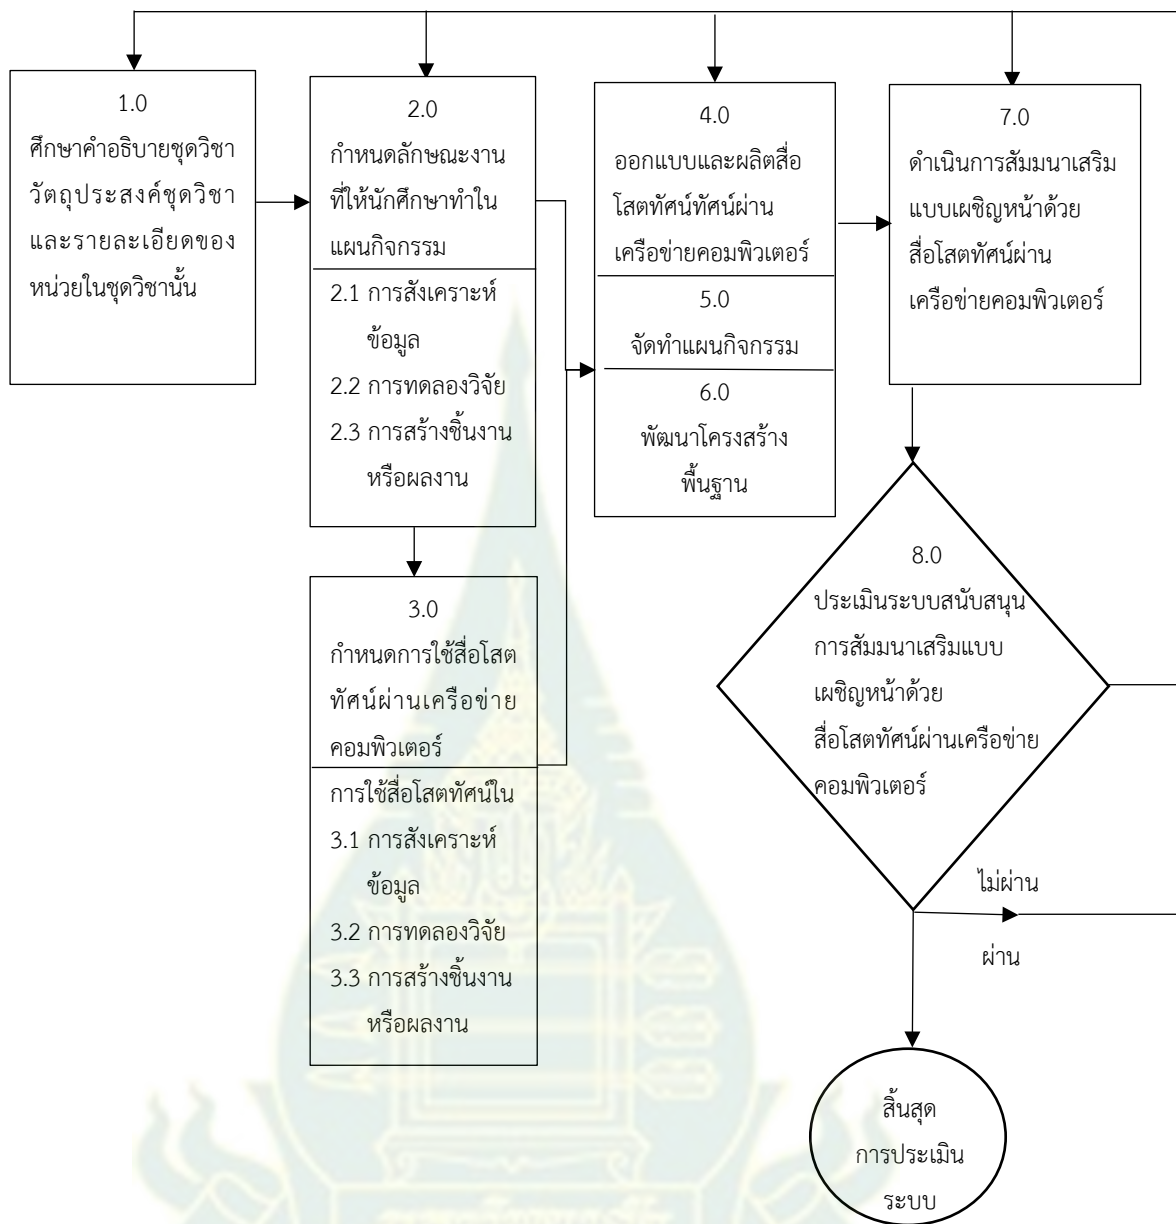 1.0
ศึกษาคำอธิบายชุดวิชา
วัตถุประสงค์ชุดวิชา
และรายละเอียดของ
หน่วยในชุดวิชานั้น
2.0
กำหนดลักษณะงาน
ที่ให้นักศึกษาทำใน
แผนกิจกรรม
2.1 การสังเคราะห์
ข้อมูล
2.2 การทดลองวิจัย
2.3 การสร้างชิ้นงาน
หรือผลงาน
3.0
กำหนดการใช้สื่อโสต
ทัศน์ผ่านเครือข่าย
คอมพิวเตอร์
การใช้สื่อโสตทัศน์ใน
3.1 การสังเคราะห์
ข้อมูล
3.2 การทดลองวิจัย
3.3 การสร้างชิ้นงาน
หรือผลงาน
4.0
ออกแบบและผลิตสื่อ
โสตทัศน์ทัศน์ผ่าน
เครือข่ายคอมพิวเตอร์
5.0
จัดทำแผนกิจกรรม
6.0
พัฒนาโครงสร้าง
พื้นฐาน
7.0
ดำเนินการสัมมนาเสริม
แบบเผชิญหน้าด้วย
สื่อโสตทัศน์ผ่าน
เครือข่ายคอมพิวเตอร์
8.0
ประเมินระบบสนับสนุน
การสัมมนาเสริมแบบ
เผชิญหน้าด้วย
สื่อโสตทัศน์ผ่านเครือข่าย
คอมพิวเตอร์
ไม่ผ่าน
ผ่าน
สิ้นสุด
การประเมิน
ระบบ